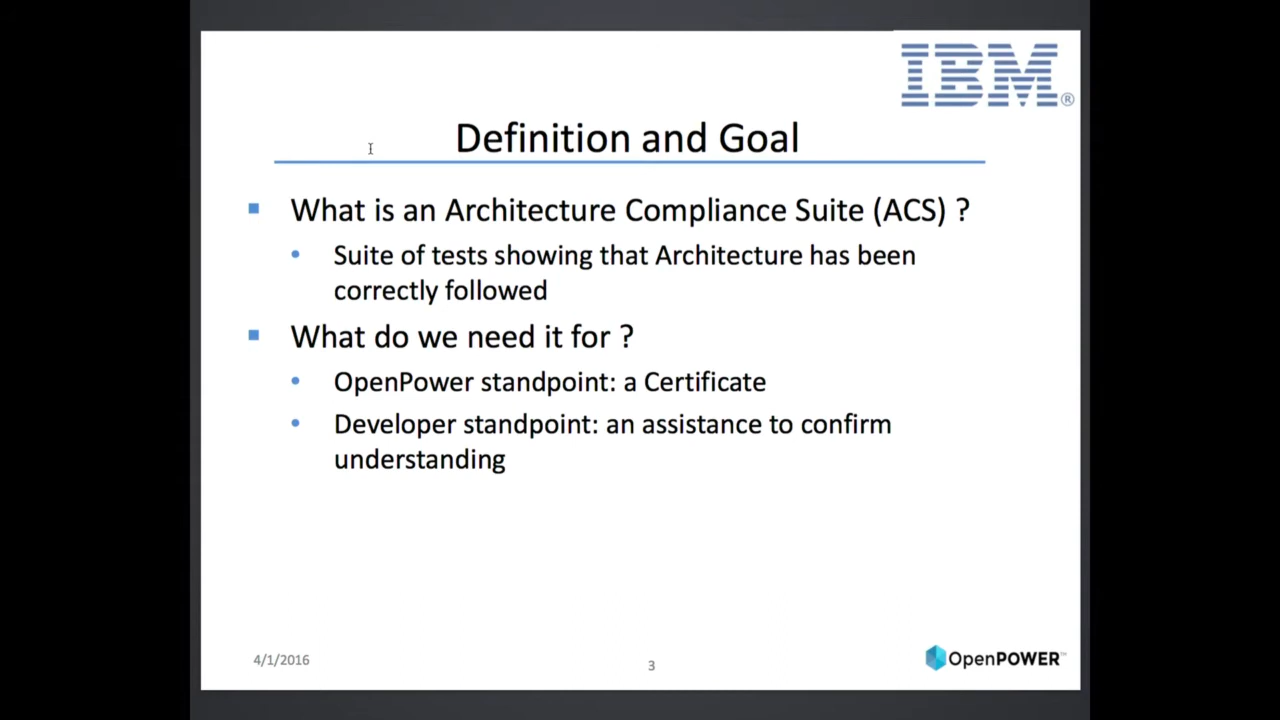 IBM®
Definition and Goal
What is an Architecture Compliance Suite (ACS) ?
Suite of tests showing that Architecture has been
correctly followed
What do we need it for ?
OpenPower standpoint: a Certificate
Developer standpoint: an assistance to confirm
understanding
4/1/2016
3
OpenPOWER™